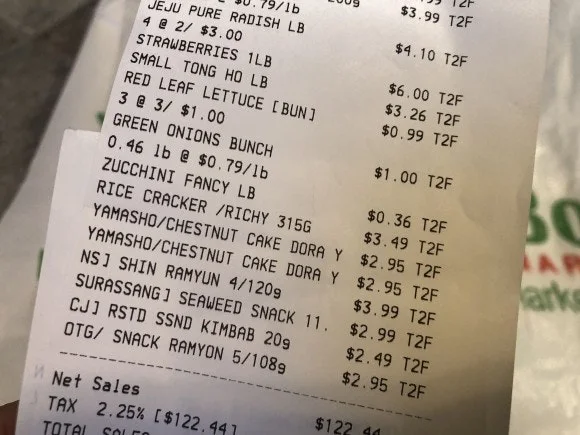 .99 T2F
200g $3.99 T2F
@ $0.79/lb
JEJU PURE RADISH LB $4.10 T2F
4 @ 2/ $3.00
STRAWBERRIES 1LB $6.00 T2F
SMALL TONG HO LB $3.26 T2F
RED LEAF LETTUCE [BUN] $0.99 T2F
3 @ 3/ $1.00
GREEN ONIONS BUNCH $1.00 T2F
0.46 lb @ $0.79/lb
ZUCCHINI FANCY LB $0.36 T2F
RICE CRACKER /RICHY 315G $3.49 T2F
YAMASHO/CHESTNUT CAKE DORA Y $2.95 T2F
YAMASHO/CHESTNUT CAKE DORA Y $2.95 T2F
NS] SHIN RAMYUN 4/120g $3.99 T2F
SURASSANG] SEAWEED SNACK 11. $2.99 T2F
CJ] RSTD SSND KIMBAB 20g $2.49 T2F
OTG/ SNACK RAMYON 5/108g $2.95 T2F
Net Sales $122.44
TAX 2.25% [$122.44]
TOTAL